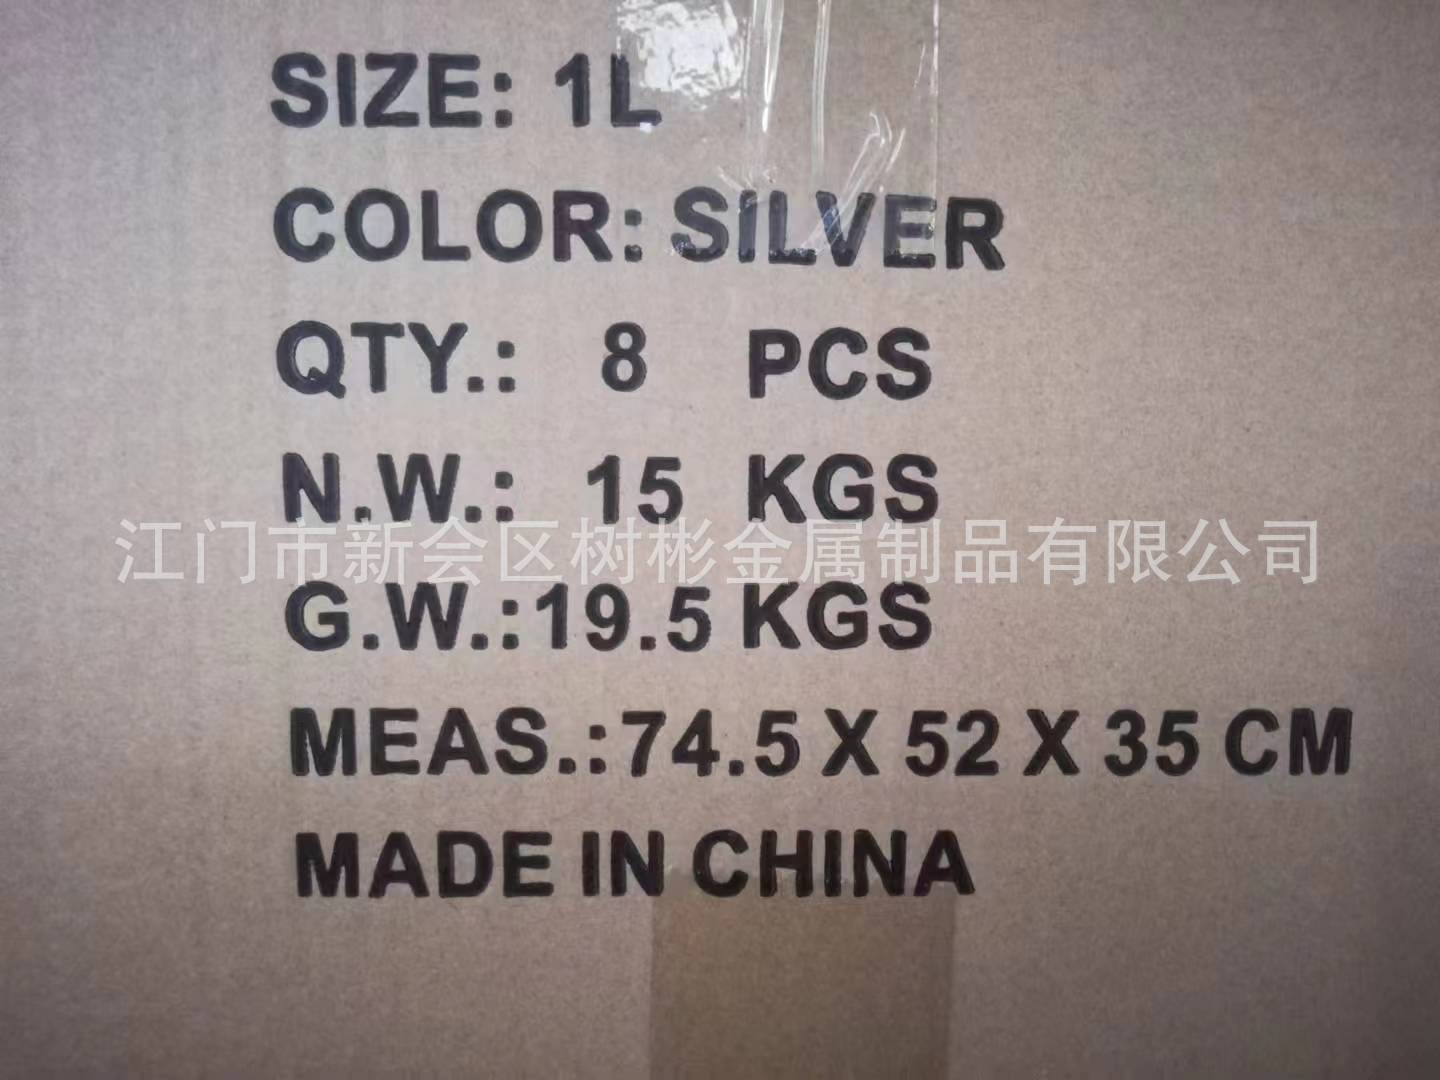 SIZE: 1L
COLOR: SILVER
QTY.: 8 PCS
N.W.: 15 KGS
江门市新会区树彬金属制品有限公司
G.W.:19.5 KGS
MEAS.:74.5 X 52 X 35 CM
MADE IN CHINA